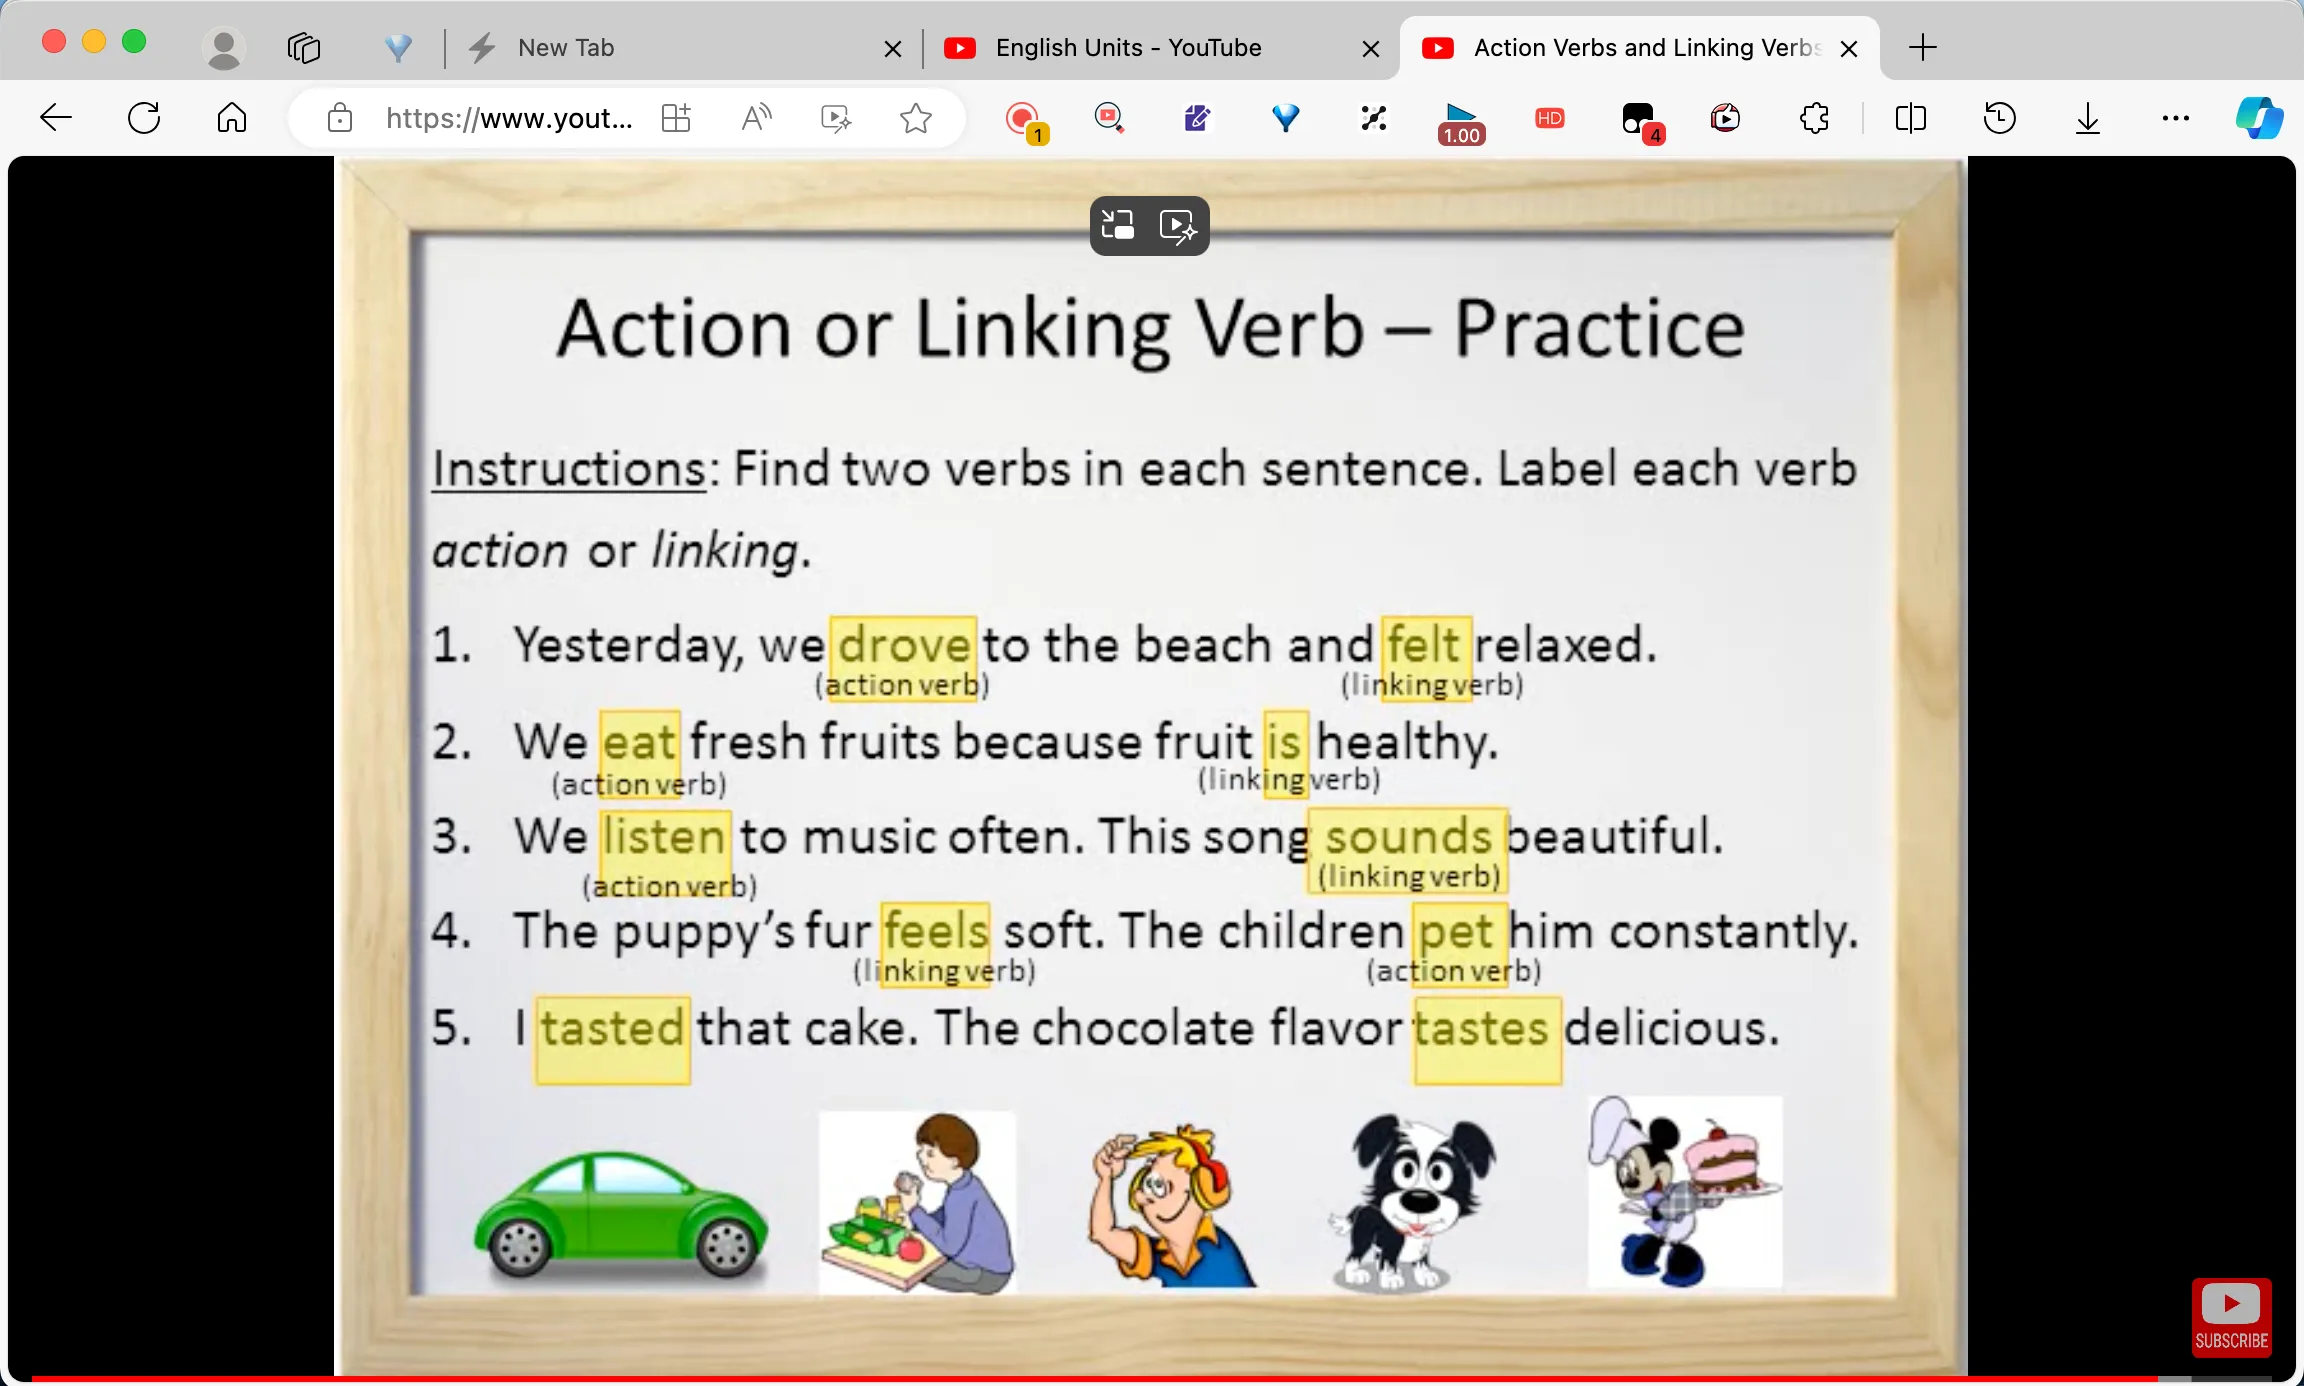 New Tab
English Units - YouTube
Action Verbs and Linking Verbs
https://www.yout...
1
1.00
HD
4
Action or Linking Verb – Practice
Instructions: Find two verbs in each sentence. Label each verb
action or linking.
1. Yesterday, we drove to the beach and felt relaxed.
(action verb) (linking verb)
2. We eat fresh fruits because fruit is healthy.
(action verb) (linking verb)
3. We listen to music often. This song sounds beautiful.
(action verb) (linking verb)
4. The puppy's fur feels soft. The children pet him constantly.
(linking verb) (action verb)
5. I tasted that cake. The chocolate flavor tastes delicious.
SUBSCRIBE